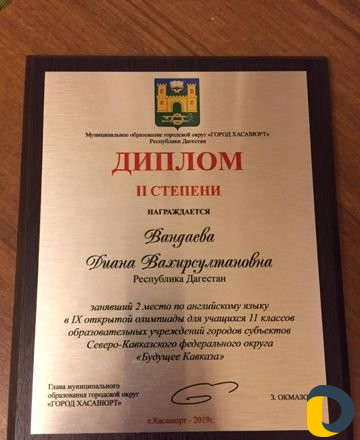 Муниципальное образование городской округ «ГОРОД ХАСАВЮРТ»
Республики Дагестан
ДИПЛОМ
II СТЕПЕНИ
НАГРАЖДАЕТСЯ
Вандаева
Диана Вахирсултановна
Республика Дагестан
занявший 2 место по английскому языку
в IX открытой олимпиады для учащихся 11 классов
образовательных учреждений городов субъектов
Северо-Кавказского федерального округа
«Будущее Кавказа»
Глава муниципального
образования городской округ
«ГОРОД ХАСАВЮРТ»
З. ОКМАЗО
г.Хасавюрт - 2019г.